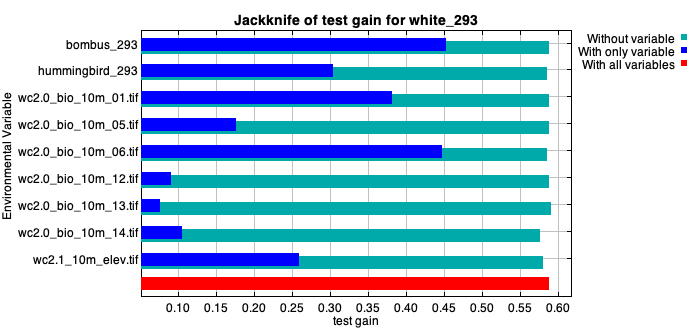 Jackknife of test gain for white_293
Without variable
With only variable
With all variables
Environmental Variable
bombus_293
hummingbird_293
wc2.0_bio_10m_01.tif
wc2.0_bio_10m_05.tif
wc2.0_bio_10m_06.tif
wc2.0_bio_10m_12.tif
wc2.0_bio_10m_13.tif
wc2.0_bio_10m_14.tif
wc2.1_10m_elev.tif
0.10 0.15 0.20 0.25 0.30 0.35 0.40 0.45 0.50 0.55 0.60
test gain